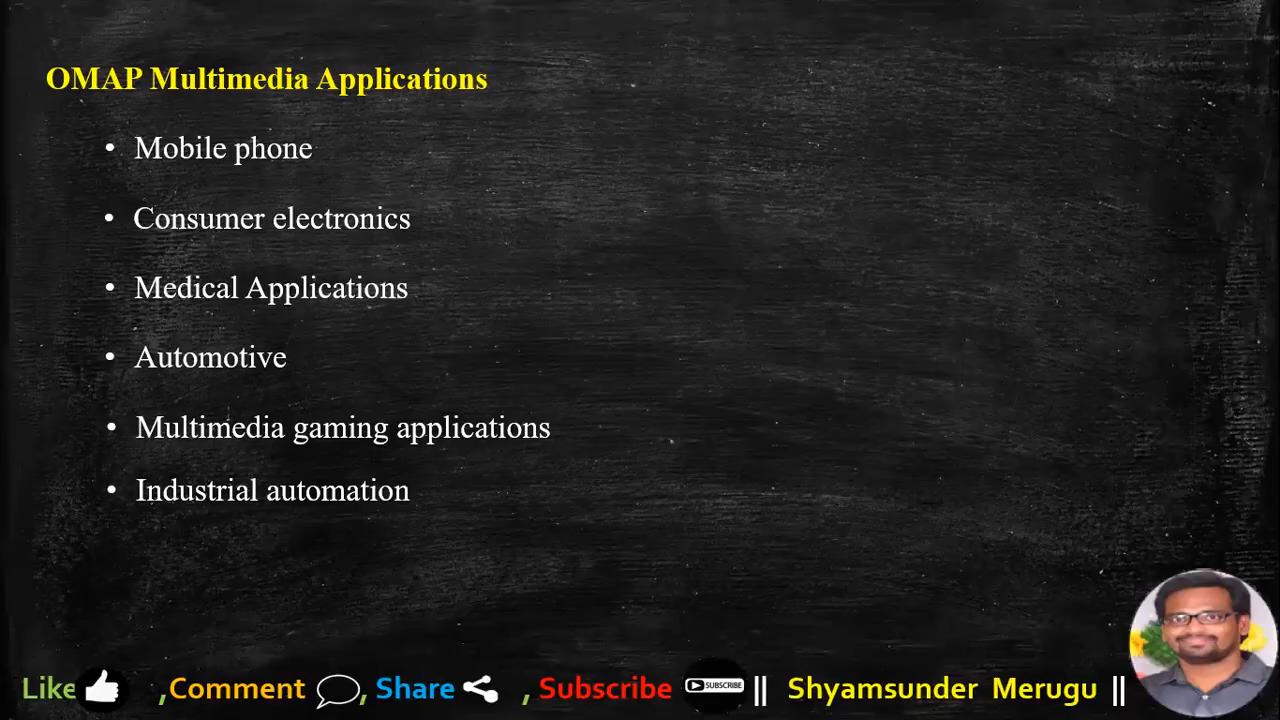 OMAP Multimedia Applications
• Mobile phone
• Consumer electronics
• Medical Applications
• Automotive
• Multimedia gaming applications
• Industrial automation
Like ,Comment , Share , Subscribe SUBSCRIBE || Shyamsunder Merugu ||